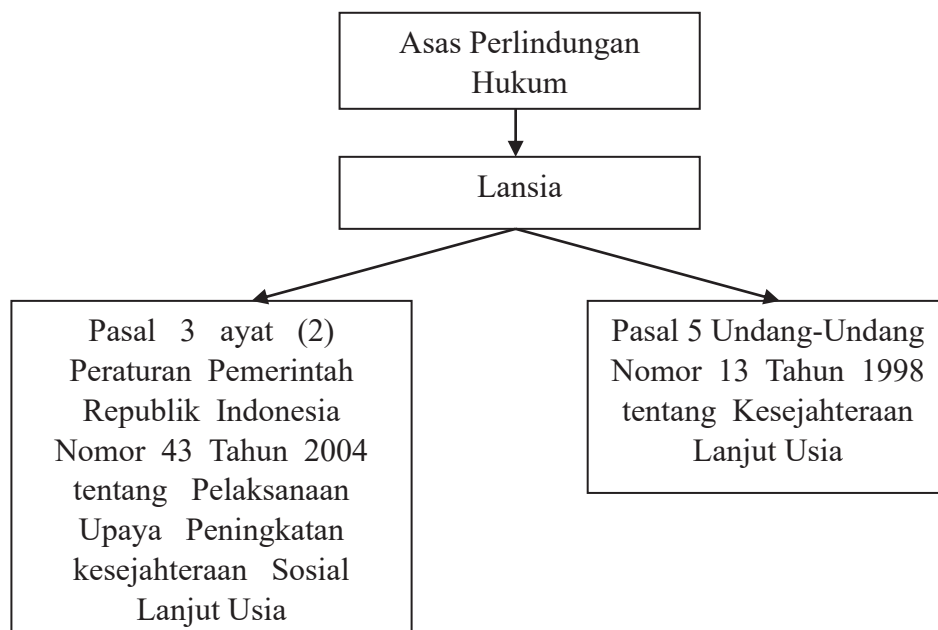 Asas Perlindungan
Hukum
Lansia
Pasal 3 ayat (2)
Peraturan Pemerintah
Republik Indonesia
Nomor 43 Tahun 2004
tentang Pelaksanaan
Upaya Peningkatan
kesejahteraan Sosial
Lanjut Usia
Pasal 5 Undang-Undang
Nomor 13 Tahun 1998
tentang Kesejahteraan
Lanjut Usia